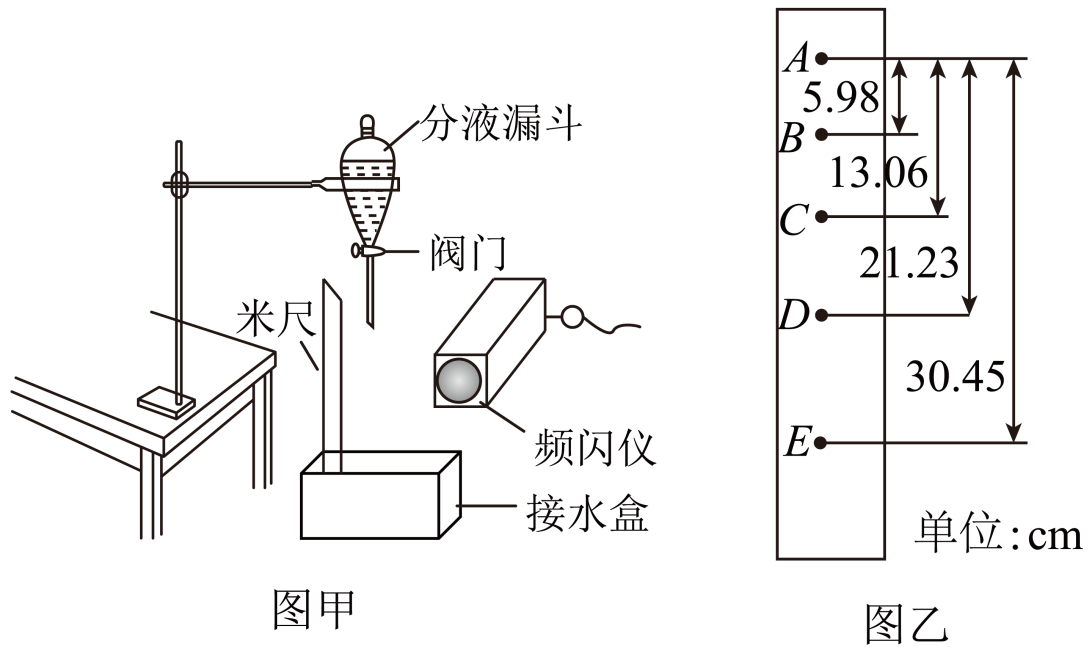 分液漏斗
阀门
米尺
频闪仪
接水盒
图甲
A
5.98
B
13.06
C
21.23
D
30.45
E
单位:cm
图乙